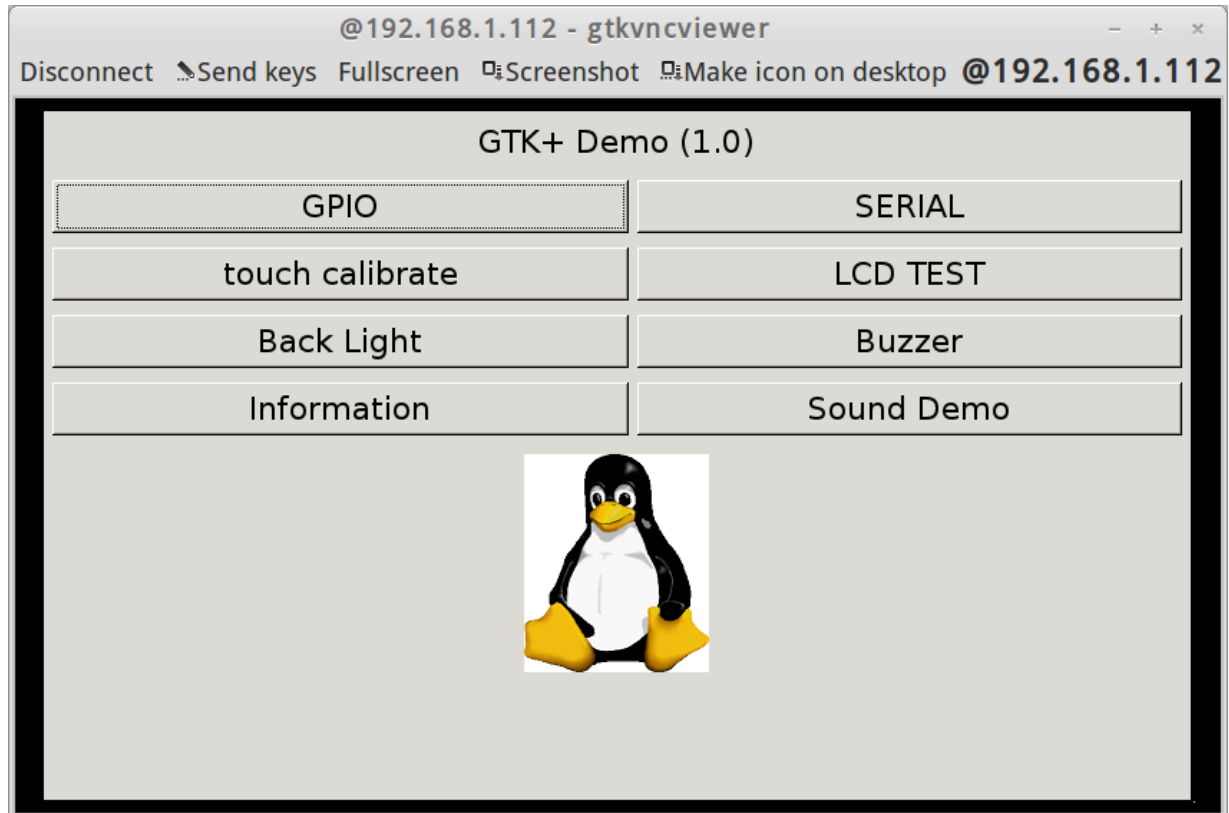 @192.168.1.112 - gtkvncviewer
Disconnect Send keys Fullscreen Screenshot Make icon on desktop @192.168.1.112
GTK+ Demo (1.0)
GPIO SERIAL
touch calibrate LCD TEST
Back Light Buzzer
Information Sound Demo